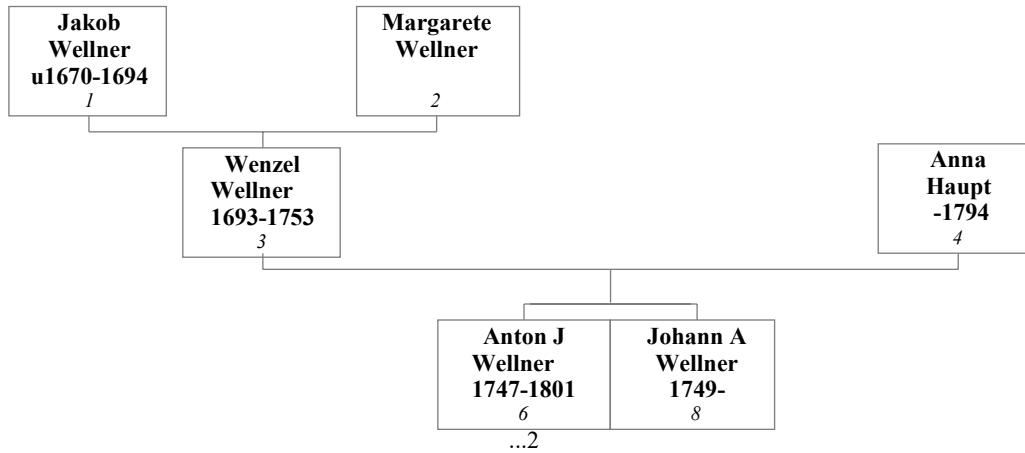 Jakob
Wellner
u1670-1694
1
Margarete
Wellner
2
Wenzel
Wellner
1693-1753
3
Anna
Haupt
-1794
4
Anton J
Wellner
1747-1801
6
...2
Johann A
Wellner
1749-
8